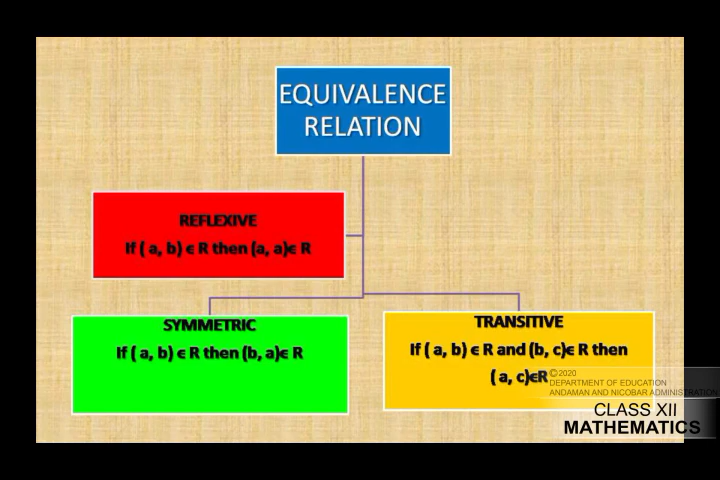 EQUIVALENCE
RELATION
REFLEXIVE
If ( a, b) ϵ R then (a, a)ϵ R
SYMMETRIC
If ( a, b) ϵ R then (b, a)ϵ R
TRANSITIVE
If ( a, b) ϵ R and (b, c)ϵ R then
( a, c)ϵR
©2020
DEPARTMENT OF EDUCATION
ANDAMAN AND NICOBAR ADMINISTRATION
CLASS XII
MATHEMATICS